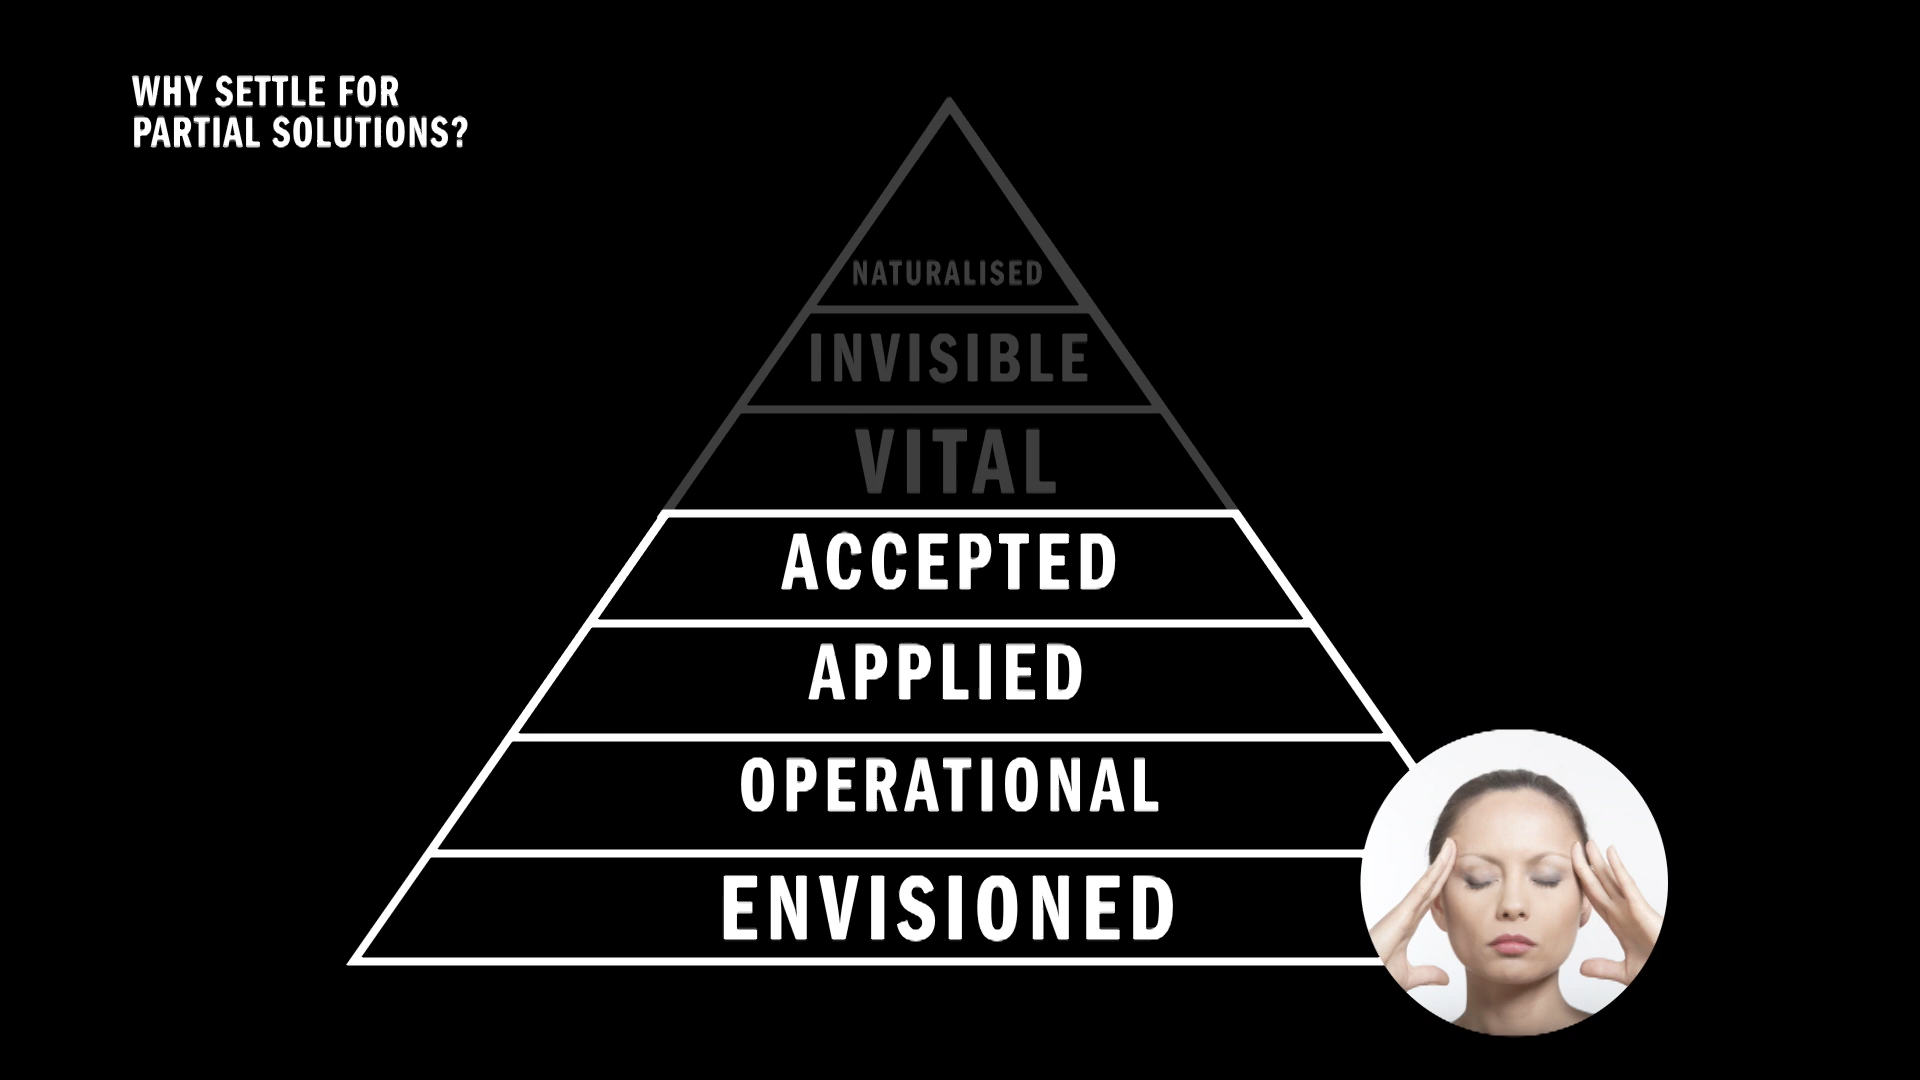 WHY SETTLE FOR
PARTIAL SOLUTIONS?
NATURALISED
INVISIBLE
VITAL
ACCEPTED
APPLIED
OPERATIONAL
ENVISIONED